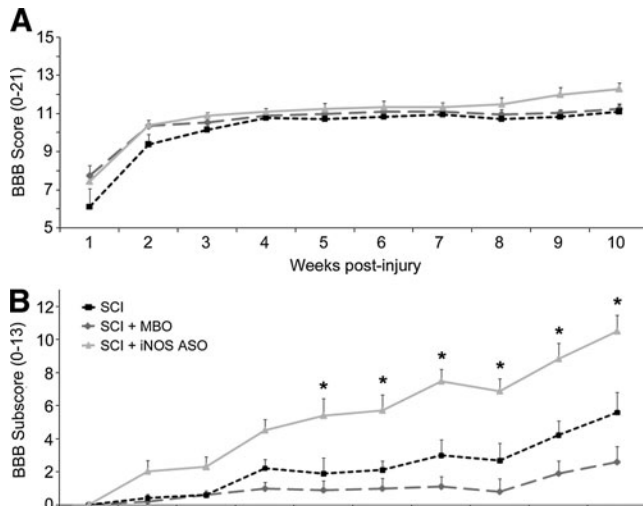 A
15
13
11
9
7
5
BBB Score (0-21)
1 2 3 4 5 6 7 8 9 10
Weeks post-injury
B
12
10
8
6
4
2
0
BBB Subscore (0-13)
SCI
SCI + MBO
SCI + iNOS ASO
* * * * * *